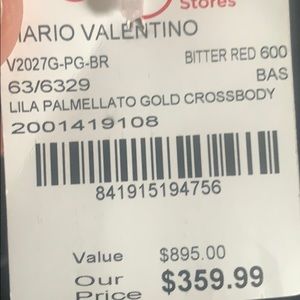 Stores
MARIO VALENTINO
V2027G-PG-BR BITTER RED 600
63/6329 BAS
LILA PALMELLATO GOLD CROSSBODY
2001419108
841915194756
Value $895.00
Our Price $359.99